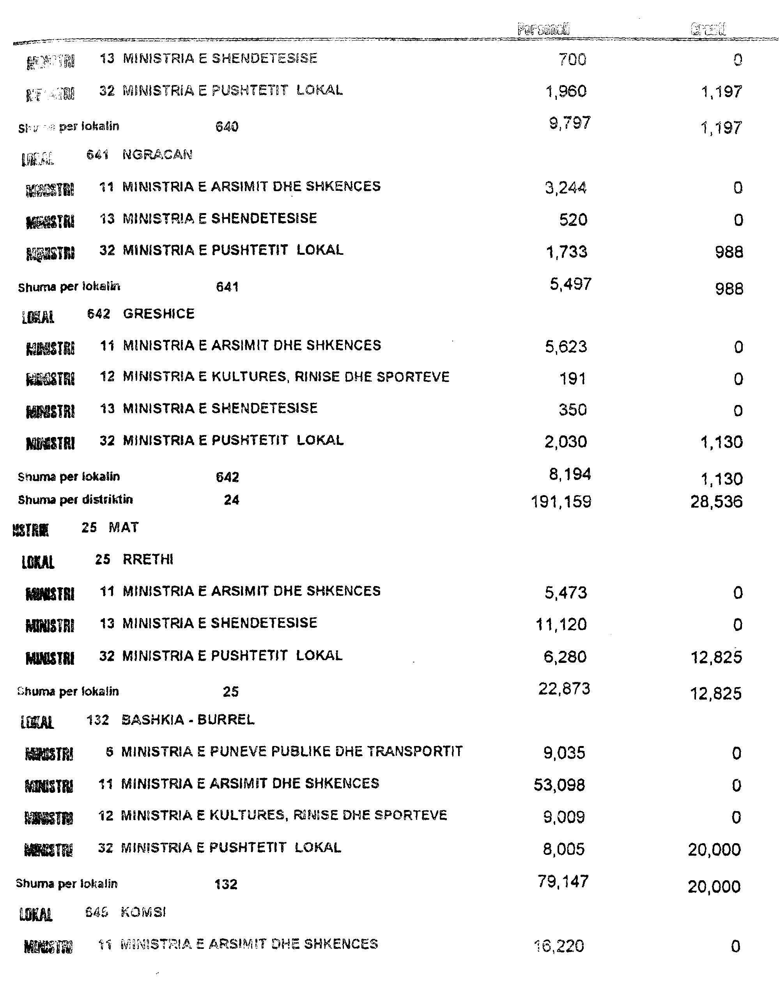 Personeli Granti
MINISTRI 13 MINISTRIA E SHENDETESISE 700 0
MINISTRI 32 MINISTRIA E PUSHTETIT LOKAL 1,960 1,197
Shuma per lokalin 640 9,797 1,197
LOKAL 641 NGRACAN
MINISTRI 11 MINISTRIA E ARSIMIT DHE SHKENCES 3,244 0
MINISTRI 13 MINISTRIA E SHENDETESISE 520 0
MINISTRI 32 MINISTRIA E PUSHTETIT LOKAL 1,733 988
Shuma per lokalin 641 5,497 988
LOKAL 642 GRESHICE
MINISTRI 11 MINISTRIA E ARSIMIT DHE SHKENCES 5,623 0
MINISTRI 12 MINISTRIA E KULTURES, RINISE DHE SPORTEVE 191 0
MINISTRI 13 MINISTRIA E SHENDETESISE 350 0
MINISTRI 32 MINISTRIA E PUSHTETIT LOKAL 2,030 1,130
Shuma per lokalin 642 8,194 1,130
Shuma per distriktin 24 191,159 28,536
25 MAT
LOKAL 25 RRETHI
MINISTRI 11 MINISTRIA E ARSIMIT DHE SHKENCES 5,473 0
MINISTRI 13 MINISTRIA E SHENDETESISE 11,120 0
MINISTRI 32 MINISTRIA E PUSHTETIT LOKAL 6,280 12,825
Shuma per lokalin 25 22,873 12,825
LOKAL 132 BASHKIA - BURREL
MINISTRI 6 MINISTRIA E PUNEVE PUBLIKE DHE TRANSPORTIT 9,035 0
MINISTRI 11 MINISTRIA E ARSIMIT DHE SHKENCES 53,098 0
MINISTRI 12 MINISTRIA E KULTURES, RINISE DHE SPORTEVE 9,009 0
MINISTRI 32 MINISTRIA E PUSHTETIT LOKAL 8,005 20,000
Shuma per lokalin 132 79,147 20,000
LOKAL 645 KOMSI
MINISTRI 11 MINISTRIA E ARSIMIT DHE SHKENCES 16,220 0